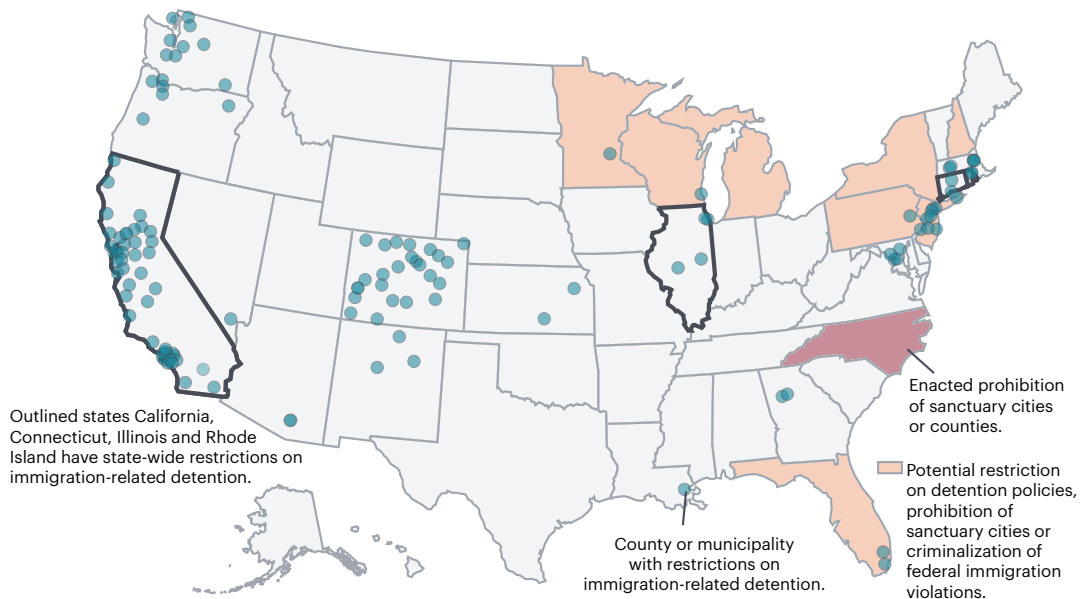 Outlined states California,
Connecticut, Illinois and Rhode
Island have state-wide restrictions on
immigration-related detention.
County or municipality
with restrictions on
immigration-related detention.
Enacted prohibition
of sanctuary cities
or counties.
Potential restriction
on detention policies,
prohibition of
sanctuary cities or
criminalization of
federal immigration
violations.